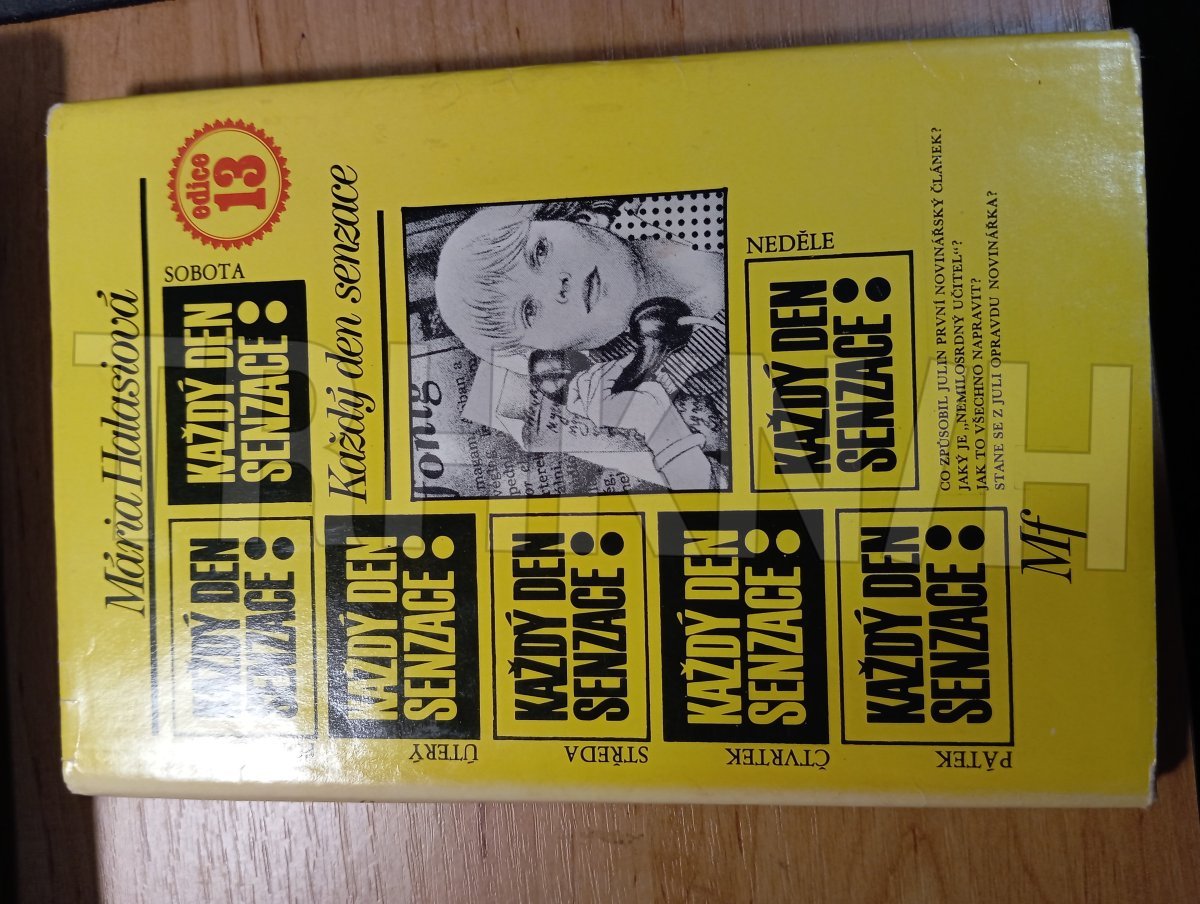 Mária Halasiová
edice
13
KAŽDÝ DEN
SENZACE:
SOBOTA
KAŽDÝ DEN
SENZACE:
Každý den senzace
ÚTERÝ
KAŽDÝ DEN
SENZACE:
STŘEDA
KAŽDÝ DEN
SENZACE:
ČTVRTEK
KAŽDÝ DEN
SENZACE:
PÁTEK
KAŽDÝ DEN
SENZACE:
NEDĚLE
KAŽDÝ DEN
SENZACE:
CO ZPŮSOBIL JULIN PRVNÍ NOVINÁŘSKÝ ČLÁNEK?
JAKÝ JE „NEMILOSRDNÝ UČITEL“?
JAK TO VŠECHNO NAPRAVIT?
STANE SE Z JULI OPRAVDU NOVINÁŘKA?
Mf